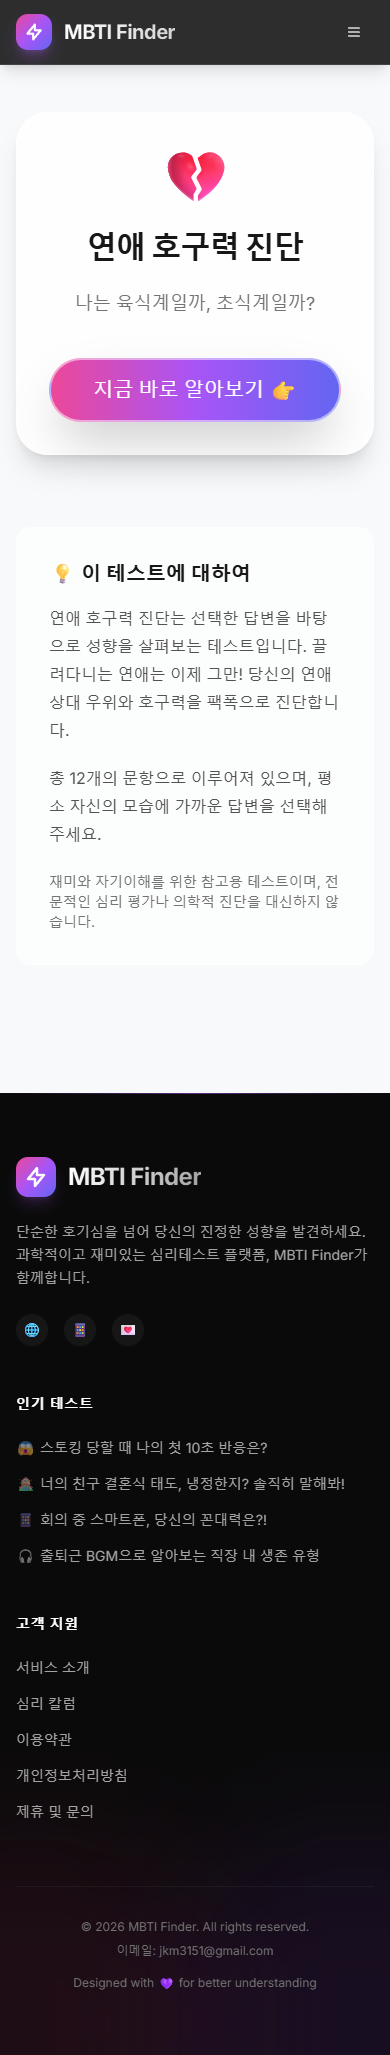 MBTI Finder
연애 호구력 진단
나는 육식계일까, 초식계일까?
지금 바로 알아보기 👉
💡 이 테스트에 대하여
연애 호구력 진단는 선택한 답변을 바탕
으로 성향을 살펴보는 테스트입니다. 끌
려다니는 연애는 이제 그만! 당신의 연애
상대 우위와 호구력을 팩폭으로 진단합니
다.
총 12개의 문항으로 이루어져 있으며, 평
소 자신의 모습에 가까운 답변을 선택해
주세요.
재미와 자기이해를 위한 참고용 테스트이며, 전
문적인 심리 평가나 의학적 진단을 대신하지 않
습니다.
MBTI Finder
단순한 호기심을 넘어 당신의 진정한 성향을 발견하세요.
과학적이고 재미있는 심리테스트 플랫폼, MBTI Finder가
함께합니다.
인기 테스트
😱 스토킹 당할 때 나의 첫 10초 반응은?
너의 친구 결혼식 태도, 냉정한지? 솔직히 말해봐!
📱 회의 중 스마트폰, 당신의 꼰대력은?!
🎧 출퇴근 BGM으로 알아보는 직장 내 생존 유형
고객 지원
서비스 소개
심리 칼럼
이용약관
개인정보처리방침
제휴 및 문의
© 2026 MBTI Finder. All rights reserved.
이메일: jkm3151@gmail.com
Designed with 💜 for better understanding